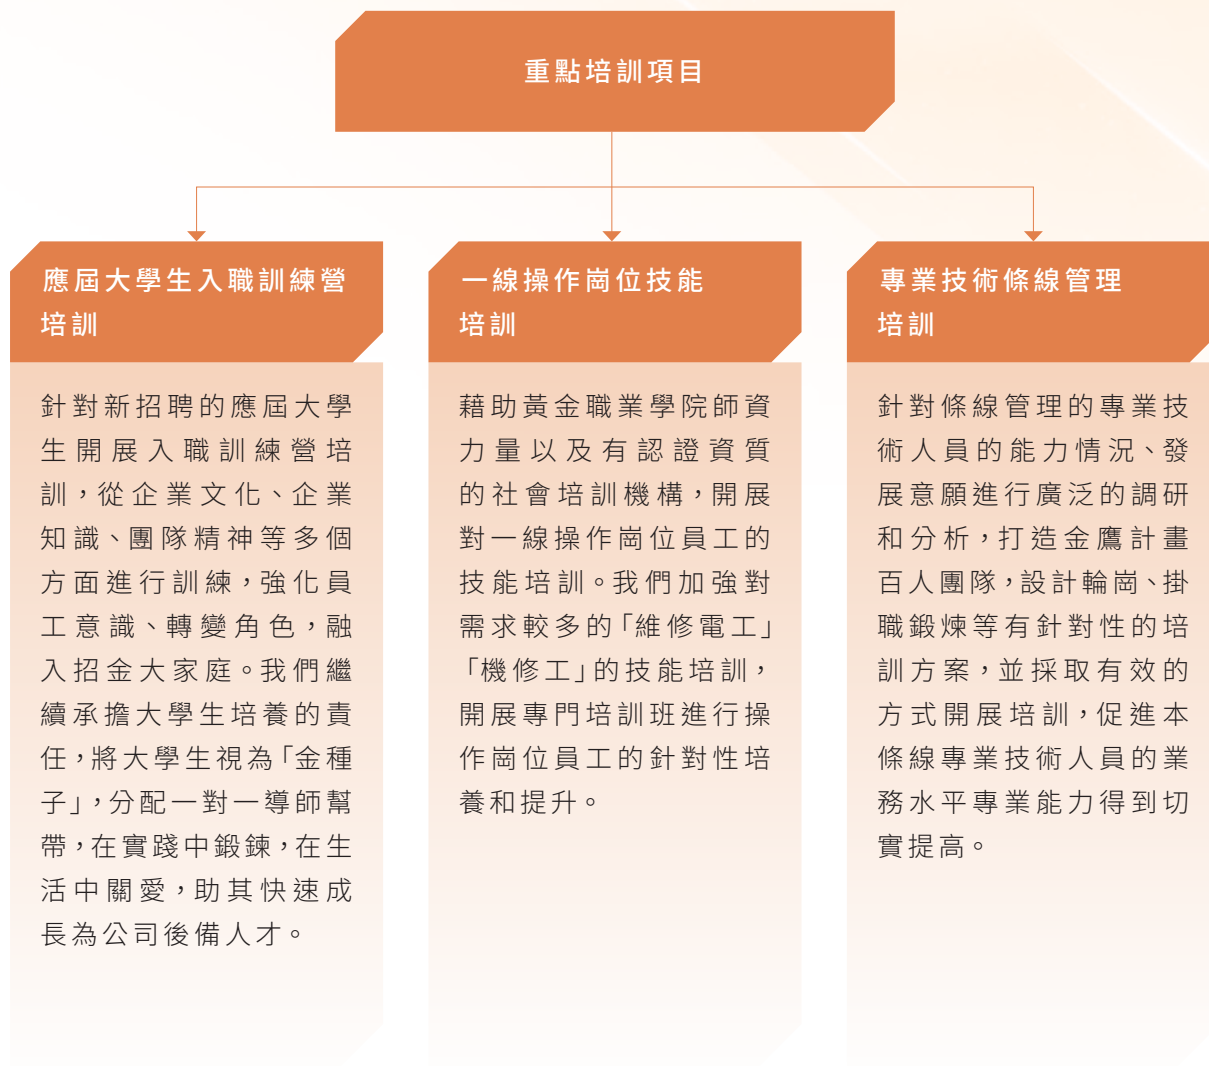 重點培訓項目
應屆大學生入職訓練營
培訓
針對新招聘的應屆大學
生開展入職訓練營培
訓，從企業文化、企業
知識、團隊精神等多個
方面進行訓練，強化員
工意識、轉變角色，融
入招金大家庭。我們繼
續承擔大學生培養的責
任，將大學生視為「金種
子」，分配一對一導師幫
帶，在實踐中鍛鍊，在生
活中關愛，助其快速成
長為公司後備人才。
一線操作崗位技能
培訓
藉助黃金職業學院師資
力量以及有認證資質
的社會培訓機構，開展
對一線操作崗位員工的
技能培訓。我們加強對
需求較多的「維修電工」
「機修工」的技能培訓，
開展專門培訓班進行操
作崗位員工的針對性培
養和提升。
專業技術條線管理
培訓
針對條線管理的專業技
術人員的能力情況、發
展意願進行廣泛的調研
和分析，打造金鷹計畫
百人團隊，設計輪崗、掛
職鍛煉等有針對性的培
訓方案，並採取有效的
方式開展培訓，促進本
條線專業技術人員的業
務水平專業能力得到切
實提高。